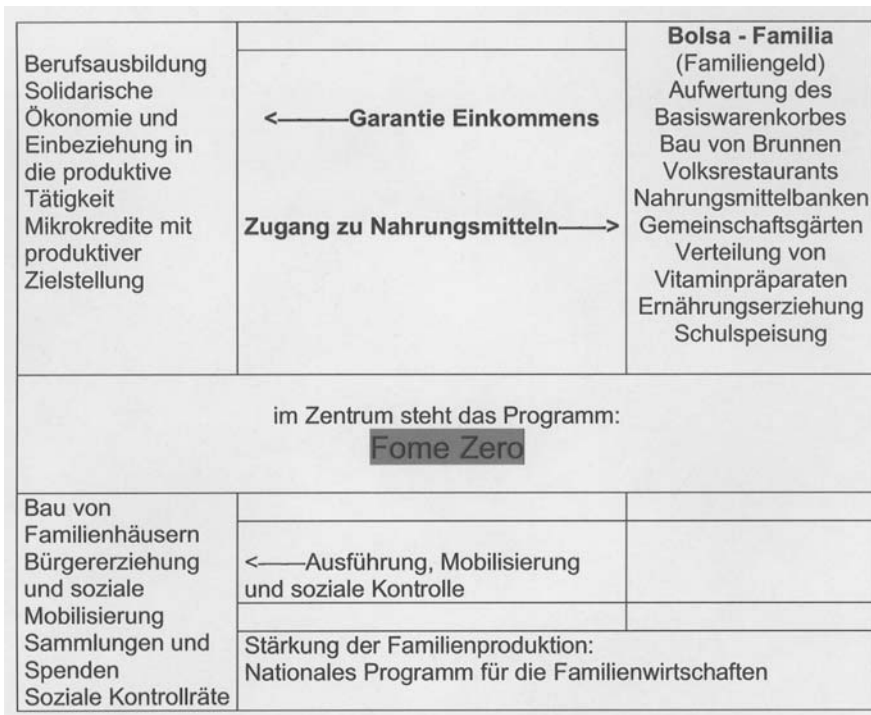 Berufsausbildung
Solidarische
Ökonomie und
Einbeziehung in
die produktive
Tätigkeit
Mikrokredite mit
produktiver
Zielstellung
<———Garantie Einkommens
Zugang zu Nahrungsmitteln——>
Bolsa - Familia
(Familiengeld)
Aufwertung des
Basiswarenkorbes
Bau von Brunnen
Volksrestaurants
Nahrungsmittelbanken
Gemeinschaftsgärten
Verteilung von
Vitaminpräparaten
Ernährungserziehung
Schulspeisung
im Zentrum steht das Programm:
Fome Zero
Bau von
Familienhäusern
Bürgererziehung
und soziale
Mobilisierung
Sammlungen und
Spenden
Soziale Kontrollräte
<——Ausführung, Mobilisierung
und soziale Kontrolle
Stärkung der Familienproduktion:
Nationales Programm für die Familienwirtschaften